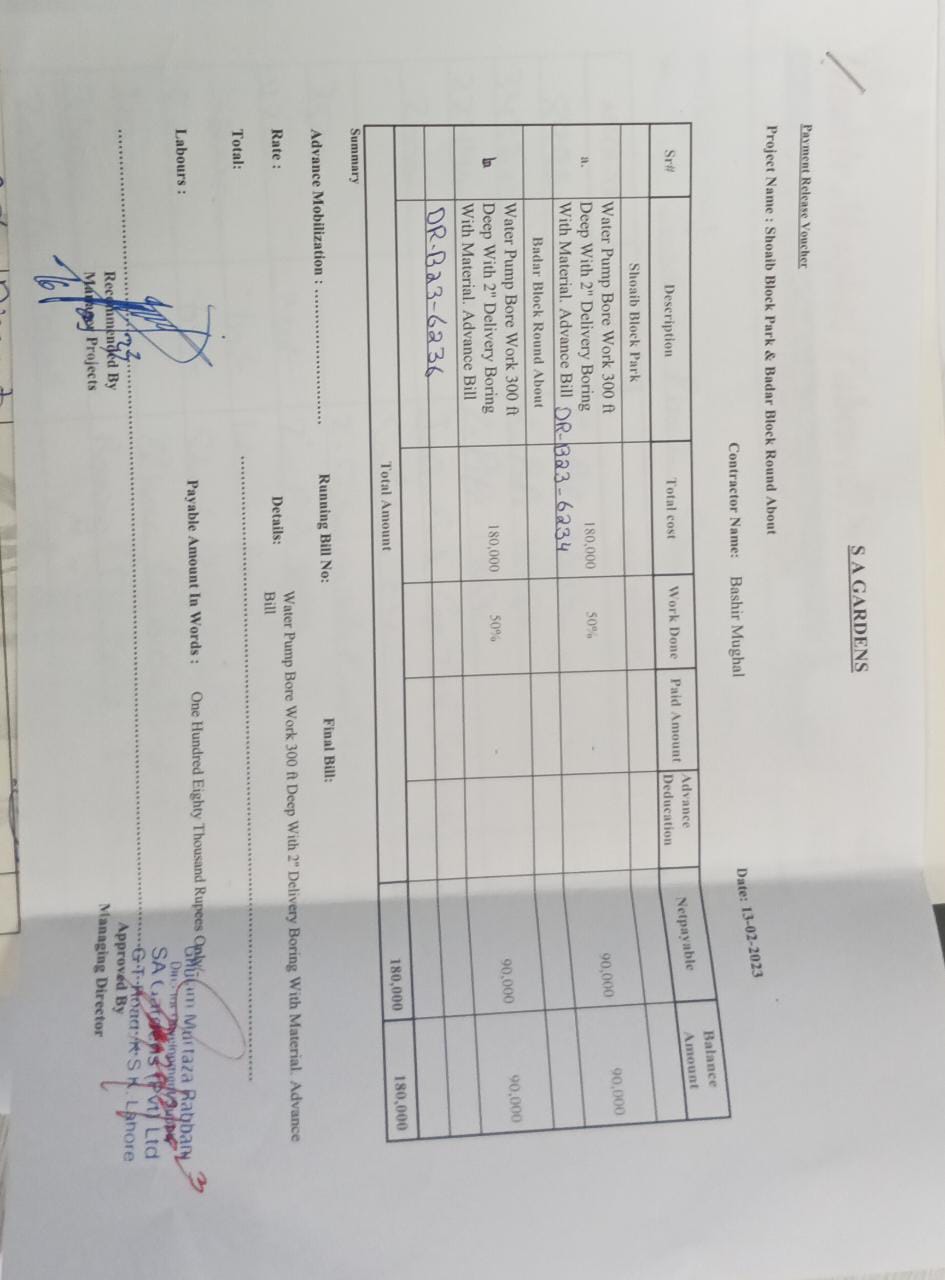 S A GARDENS
Payment Release Voucher
Project Name : Shoaib Block Park & Badar Block Round About
Contractor Name: Bashir Mughal
Date: 13-02-2023
Sr# Description Total cost Work Done Paid Amount Advance Deducation Netpayable Balance Amount
Shoaib Block Park
a. Water Pump Bore Work 300 ft Deep With 2" Delivery Boring With Material. Advance Bill 180,000 50% - 90,000 90,000
DR-B23-6234
Badar Block Round About
b Water Pump Bore Work 300 ft Deep With 2" Delivery Boring With Material. Advance Bill 180,000 50% - 90,000 90,000
DR-B23-6236
Total Amount 180,000 180,000
Summary
Advance Mobilization : .................... Running Bill No: Final Bill:
Rate : Details: Water Pump Bore Work 300 ft Deep With 2" Delivery Boring With Material. Advance
Bill
Total:
Labours : Payable Amount In Words : One Hundred Eighty Thousand Rupees Only/-
Ghulam Murtaza Rabbani
SA Gardens (Pvt) Ltd
G.T. Road K.S.K. Lahore
Recommended By
Manager Projects
Approved By
Managing Director